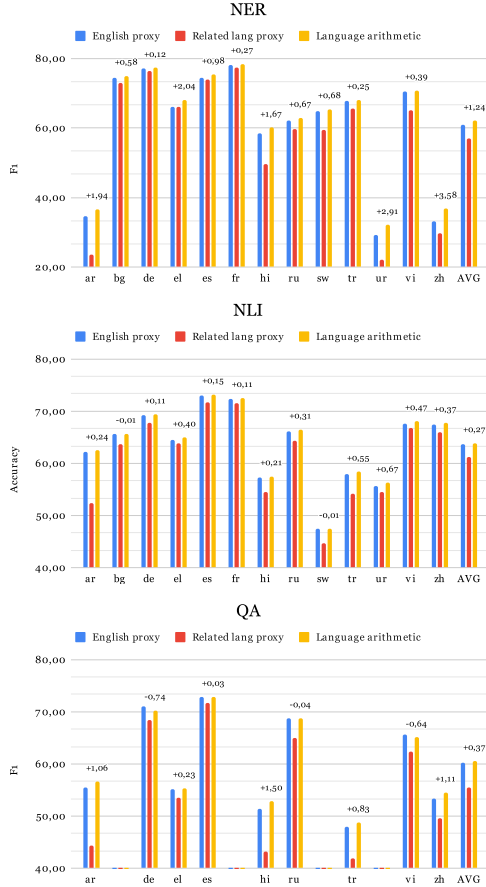 NER
English proxy Related lang proxy Language arithmetic
80,00
60,00
40,00
20,00
F1
+1,94 +0,58 +0,12 +2,04 +0,98 +0,27 +1,67 +0,67 +0,68 +0,25 +2,91 +0,39 +3,58 +1,24
ar bg de el es fr hi ru sw tr ur vi zh AVG
NLI
English proxy Related lang proxy Language arithmetic
80,00
70,00
60,00
50,00
40,00
Accuracy
+0,24 -0,01 +0,11 +0,40 +0,15 +0,11 +0,21 +0,31 -0,01 +0,55 +0,67 +0,47 +0,37 +0,27
ar bg de el es fr hi ru sw tr ur vi zh AVG
QA
English proxy Related lang proxy Language arithmetic
80,00
70,00
60,00
50,00
40,00
F1
+1,06 -0,74 +0,23 +0,03 +1,50 -0,04 +0,83 -0,64 +1,11 +0,37
ar de el es hi ru tr vi zh AVG